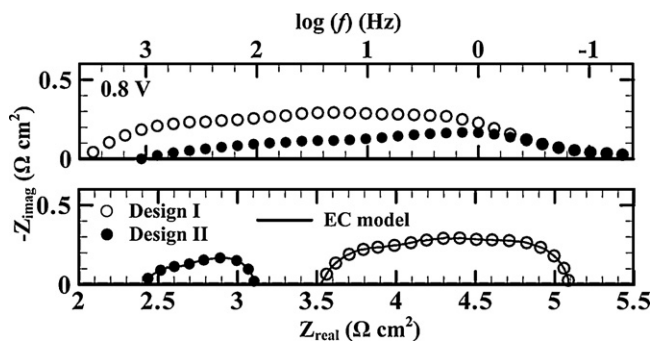 log (f) (Hz)
3 2 1 0 -1
0.5
0.8 V
0
-Zimag (Ω cm²)
0.5
Design I
EC model
Design II
0
2 2.5 3 3.5 4 4.5 5 5.5
Zreal (Ω cm²)